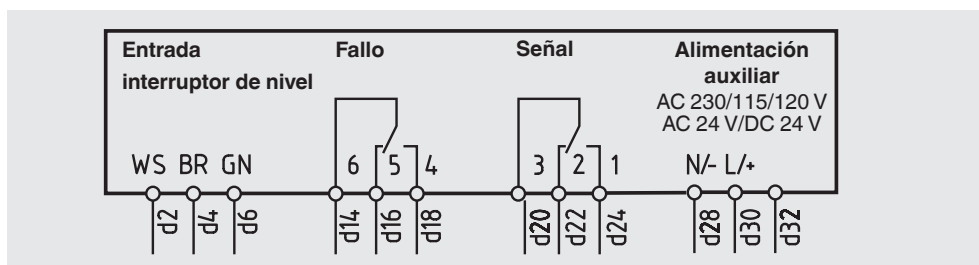 Entrada
interruptor de nivel
Fallo
Señal
Alimentación
auxiliar
AC 230/115/120 V
AC 24 V/DC 24 V
WS BR GN
6 5 4
3 2 1
N/- L/+
d2 d4 d6
d14 d16 d18
d20 d22 d24
d28 d30 d32